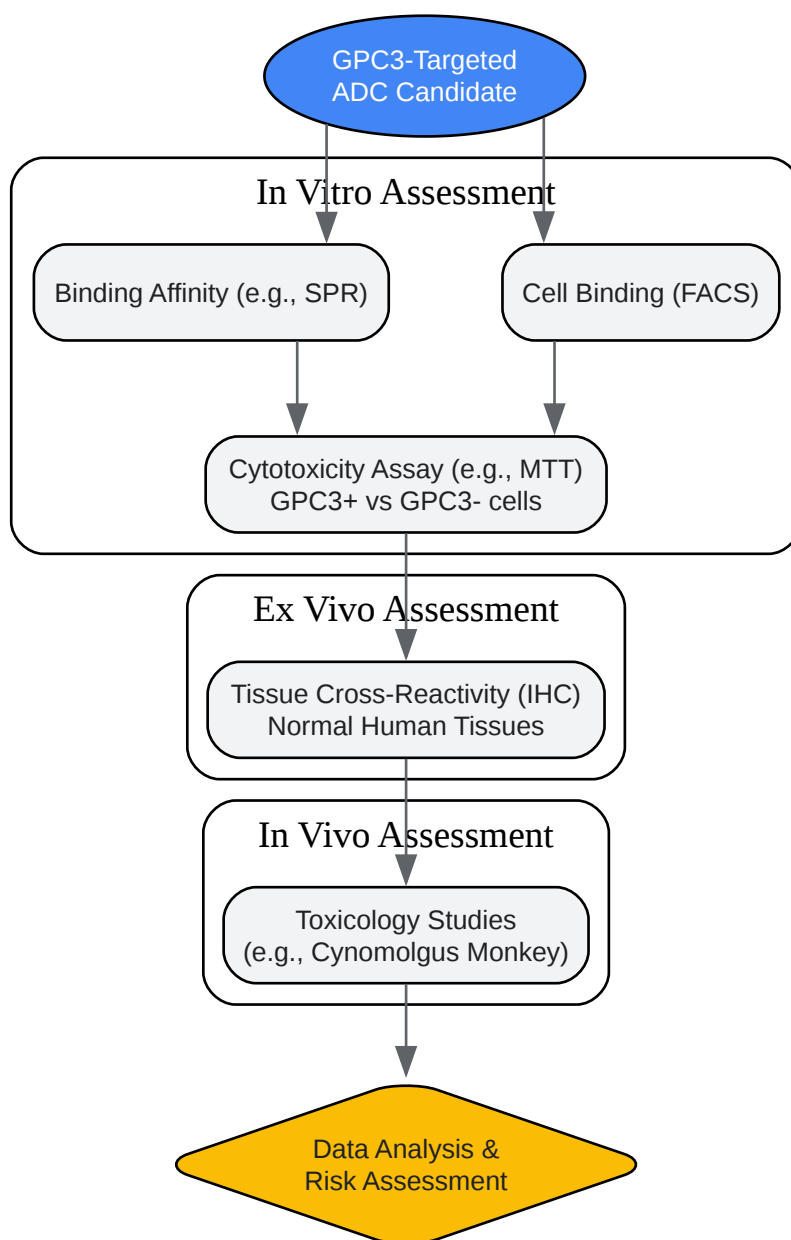 GPC3-Targeted
ADC Candidate
In Vitro Assessment
Binding Affinity (e.g., SPR)
Cell Binding (FACS)
Cytotoxicity Assay (e.g., MTT)
GPC3+ vs GPC3- cells
Ex Vivo Assessment
Tissue Cross-Reactivity (IHC)
Normal Human Tissues
In Vivo Assessment
Toxicology Studies
(e.g., Cynomolgus Monkey)
Data Analysis &
Risk Assessment